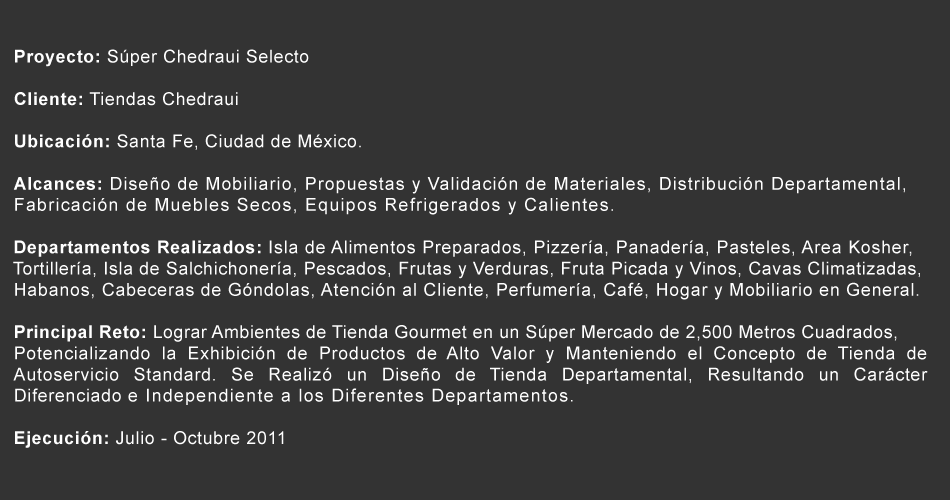 Proyecto: Súper Chedraui Selecto
Cliente: Tiendas Chedraui
Ubicación: Santa Fe, Ciudad de México.
Alcances: Diseño de Mobiliario, Propuestas y Validación de Materiales, Distribución Departamental,
Fabricación de Muebles Secos, Equipos Refrigerados y Calientes.
Departamentos Realizados: Isla de Alimentos Preparados, Pizzería, Panadería, Pasteles, Area Kosher,
Tortillería, Isla de Salchichonería, Pescados, Frutas y Verduras, Fruta Picada y Vinos, Cavas Climatizadas,
Habanos, Cabeceras de Góndolas, Atención al Cliente, Perfumería, Café, Hogar y Mobiliario en General.
Principal Reto: Lograr Ambientes de Tienda Gourmet en un Súper Mercado de 2,500 Metros Cuadrados,
Potencializando la Exhibición de Productos de Alto Valor y Manteniendo el Concepto de Tienda de
Autoservicio Standard. Se Realizó un Diseño de Tienda Departamental, Resultando un Carácter
Diferenciado e Independiente a los Diferentes Departamentos.
Ejecución: Julio - Octubre 2011